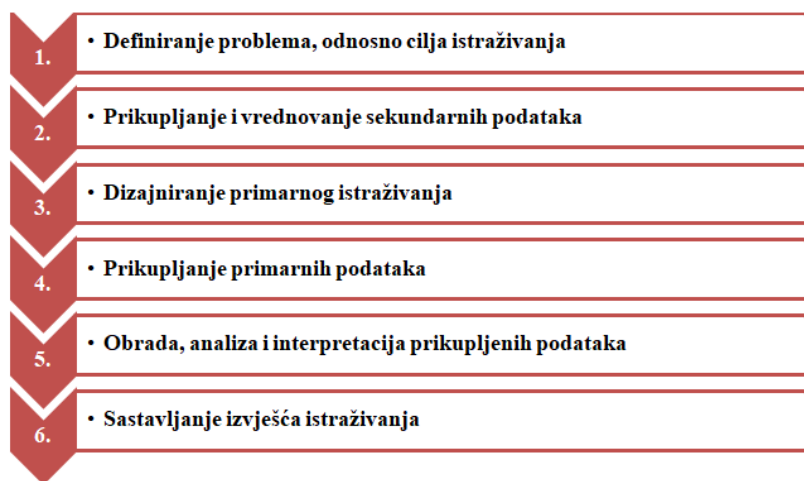 1. • Definiranje problema, odnosno cilja istraživanja
2. • Prikupljanje i vrednovanje sekundarnih podataka
3. • Dizajniranje primarnog istraživanja
4. • Prikupljanje primarnih podataka
5. • Obrada, analiza i interpretacija prikupljenih podataka
6. • Sastavljanje izvješća istraživanja